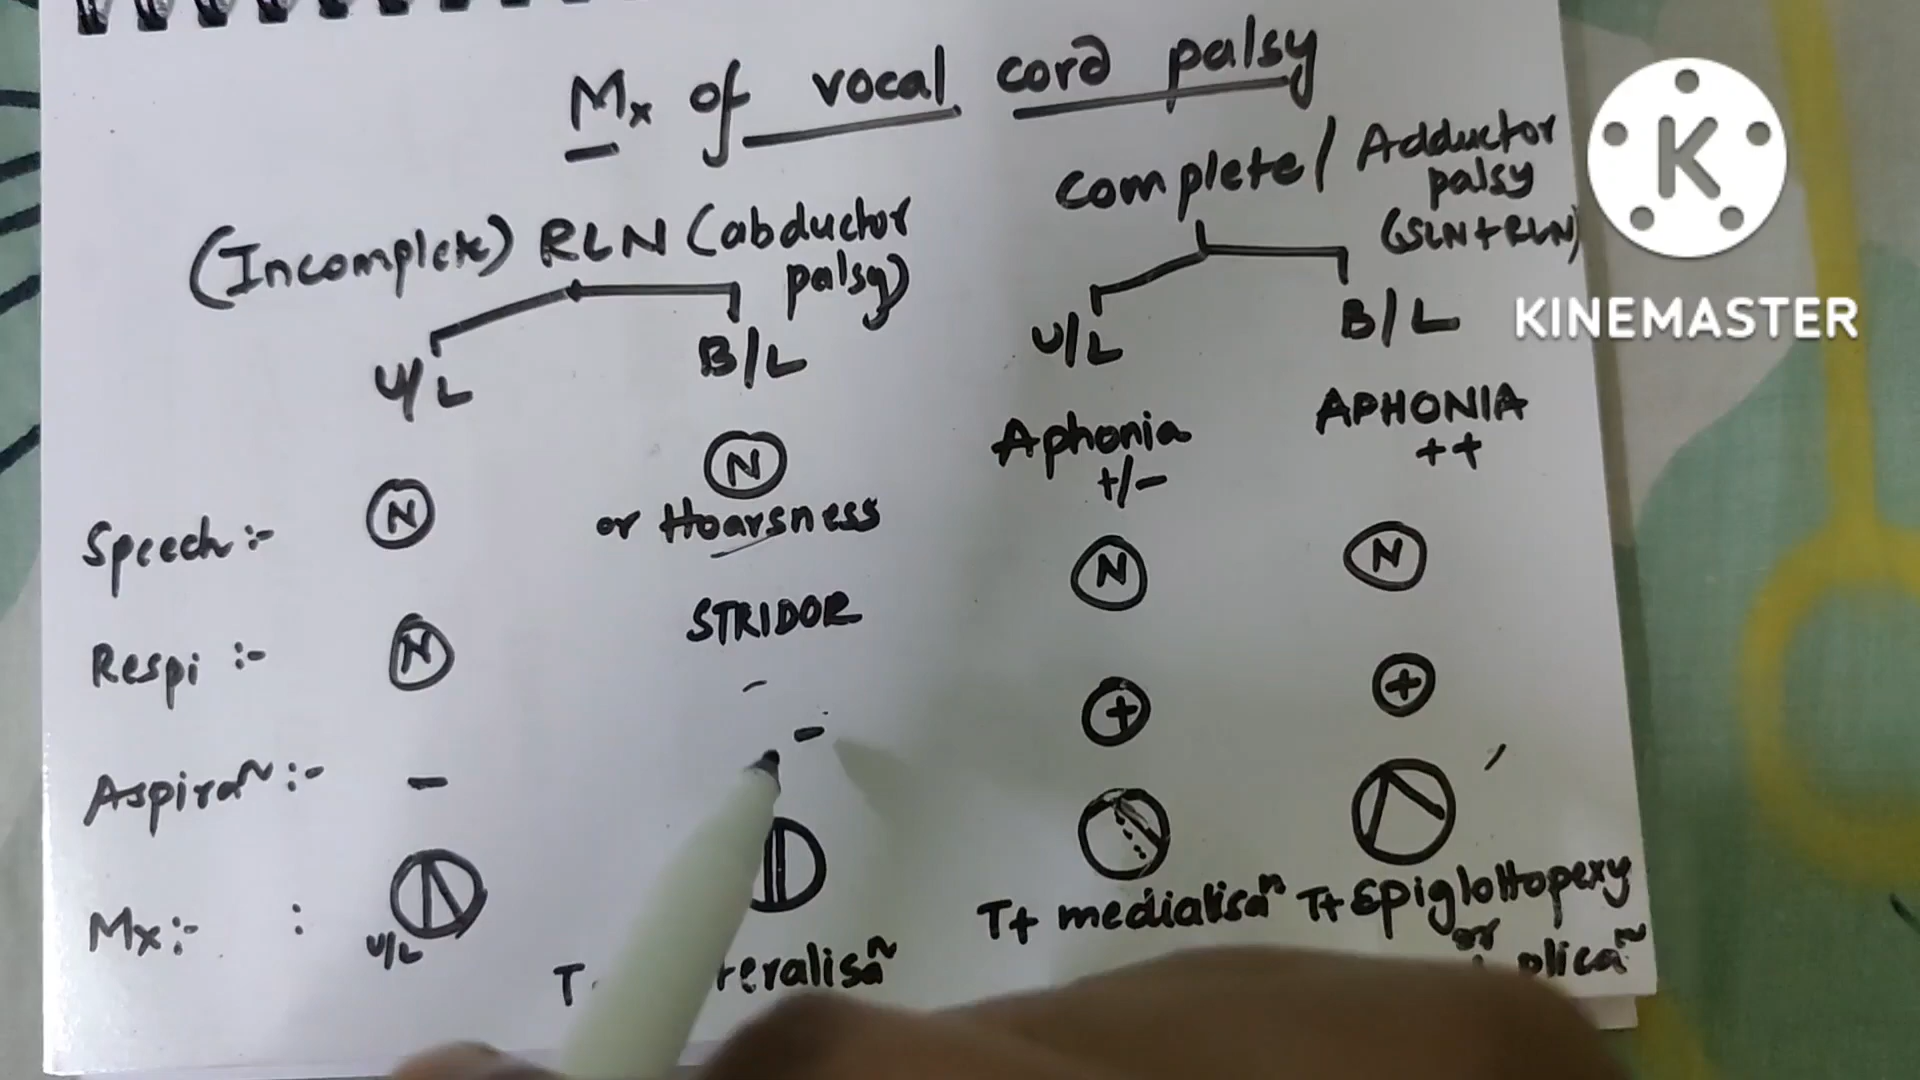 Mx of vocal cord palsy
(Incomplete) RLN (abductor palsy)
Complete / Adductor palsy (SLN+RLN)
U/L B/L U/L B/L
Speech :- N N or Hoarsness Aphonia +/- APHONIA ++
Respi :- N STRIDOR N N
Aspiraⁿ :- - - + +
Mx :- : U/L
T+ medialisaⁿ T+ Epiglottopexy or
KINEMASTER